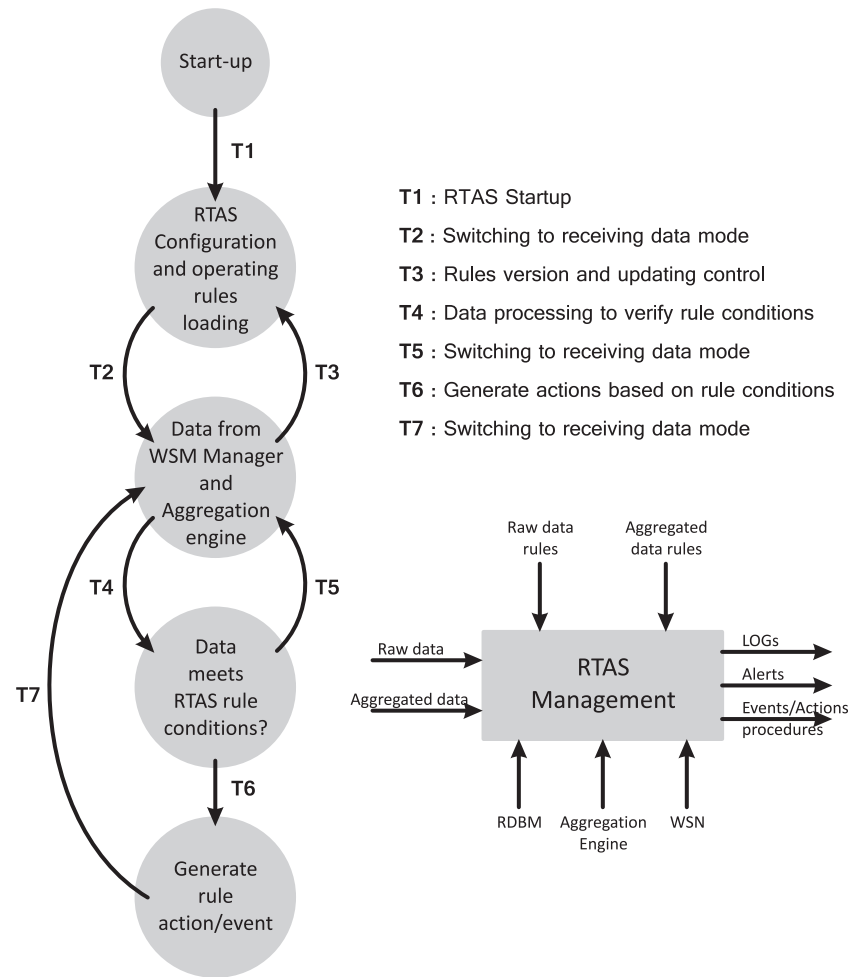 Start-up
T1
RTAS
Configuration
and operating
rules
loading
T2
T3
Data from
WSM Manager
and
Aggregation
engine
T4
T5
Data
meets
RTAS rule
conditions?
T7
T6
Generate
rule
action/event
T1 : RTAS Startup
T2 : Switching to receiving data mode
T3 : Rules version and updating control
T4 : Data processing to verify rule conditions
T5 : Switching to receiving data mode
T6 : Generate actions based on rule conditions
T7 : Switching to receiving data mode
Raw data
rules
Aggregated
data rules
Raw data
Aggregated data
RTAS
Management
LOGs
Alerts
Events/Actions
procedures
RDBM
Aggregation
Engine
WSN